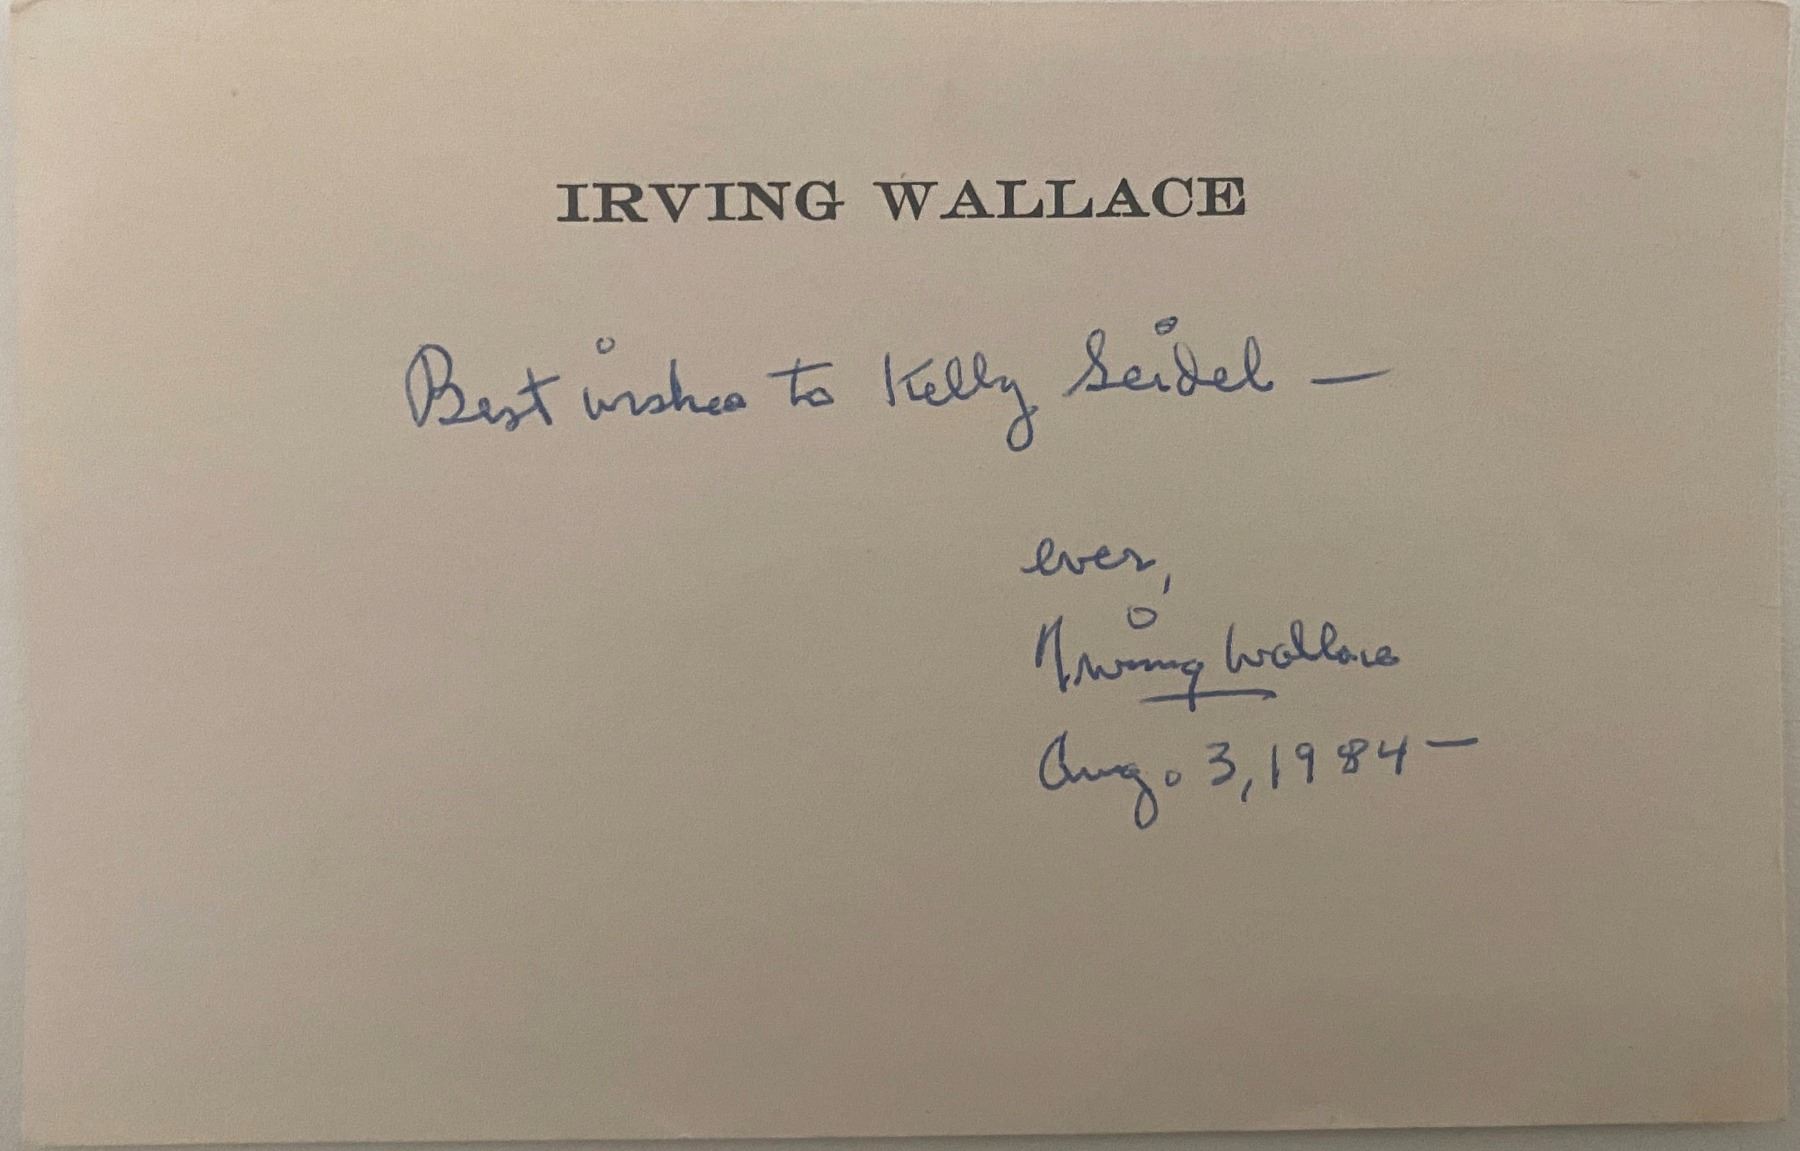 IRVING WALLACE
Best wishes to Kelly Seidel —
ever,
Irving Wallace
Aug. 3, 1984 —